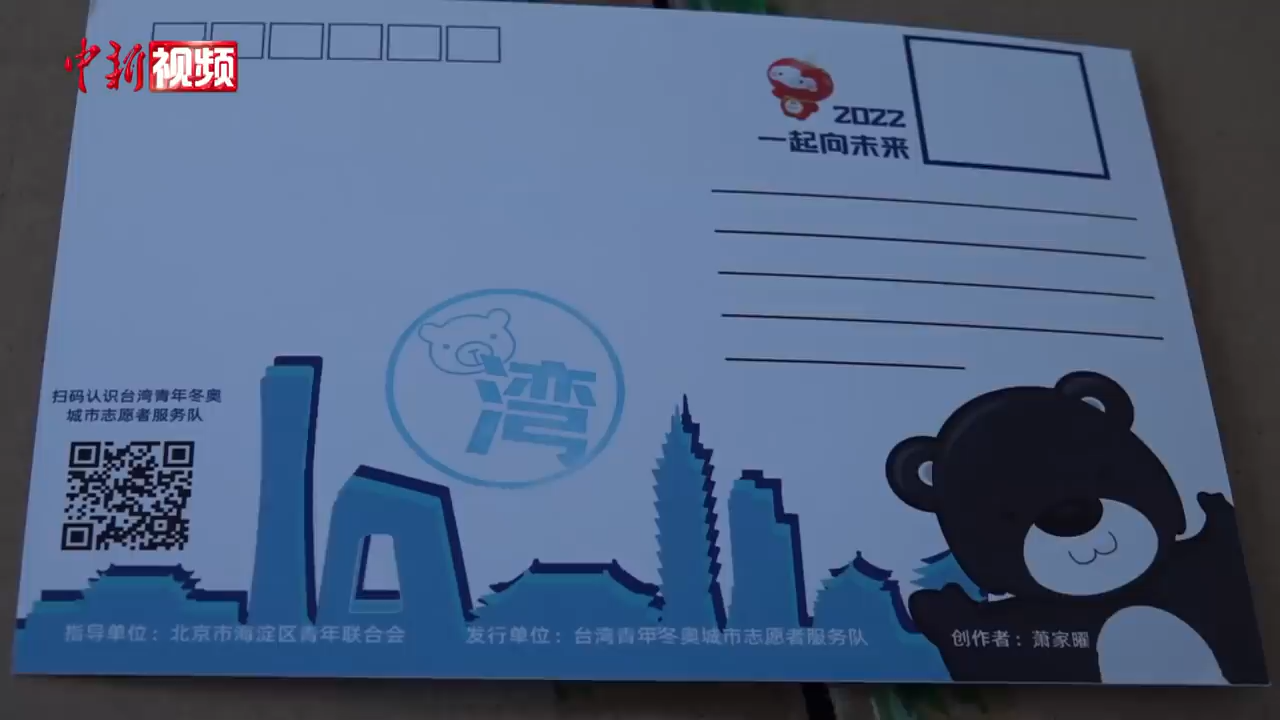 中新视频
2022
一起向未来
湾
扫码认识台湾青年冬奥
城市志愿者服务队
指导单位：北京市海淀区青年联合会
发行单位：台湾青年冬奥城市志愿者服务队
创作者：萧家曜